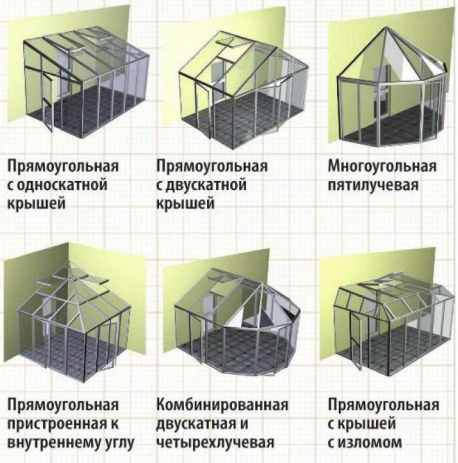 Прямоугольная
с односкатной
крышей
Прямоугольная
с двускатной
крышей
Многоугольная
пятилучевая
Прямоугольная
пристроенная к
внутреннему углу
Комбинированная
двускатная и
четырехлучевая
Прямоугольная
с крышей
с изломом